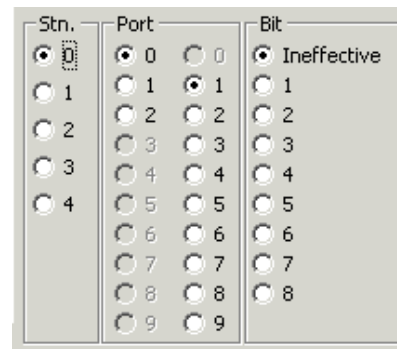 Stn. Port Bit
0 0 0 Ineffective
1 1 1 1
2 2 2 2
3 3 3 3
4 4 4 4
5 5 5
6 6 6
7 7 7
8 8 8
9 9